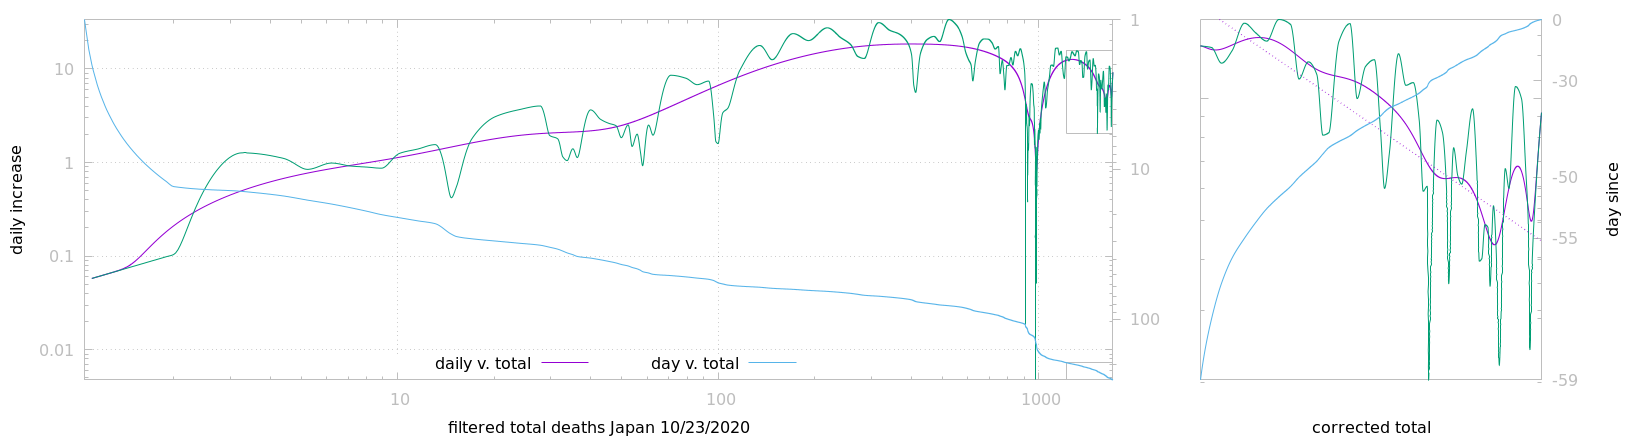 daily increase
10
1
0.1
0.01
1
10
100
daily v. total
day v. total
10
100
1000
filtered total deaths Japan 10/23/2020
0
-30
-50
-55
-59
day since
corrected total